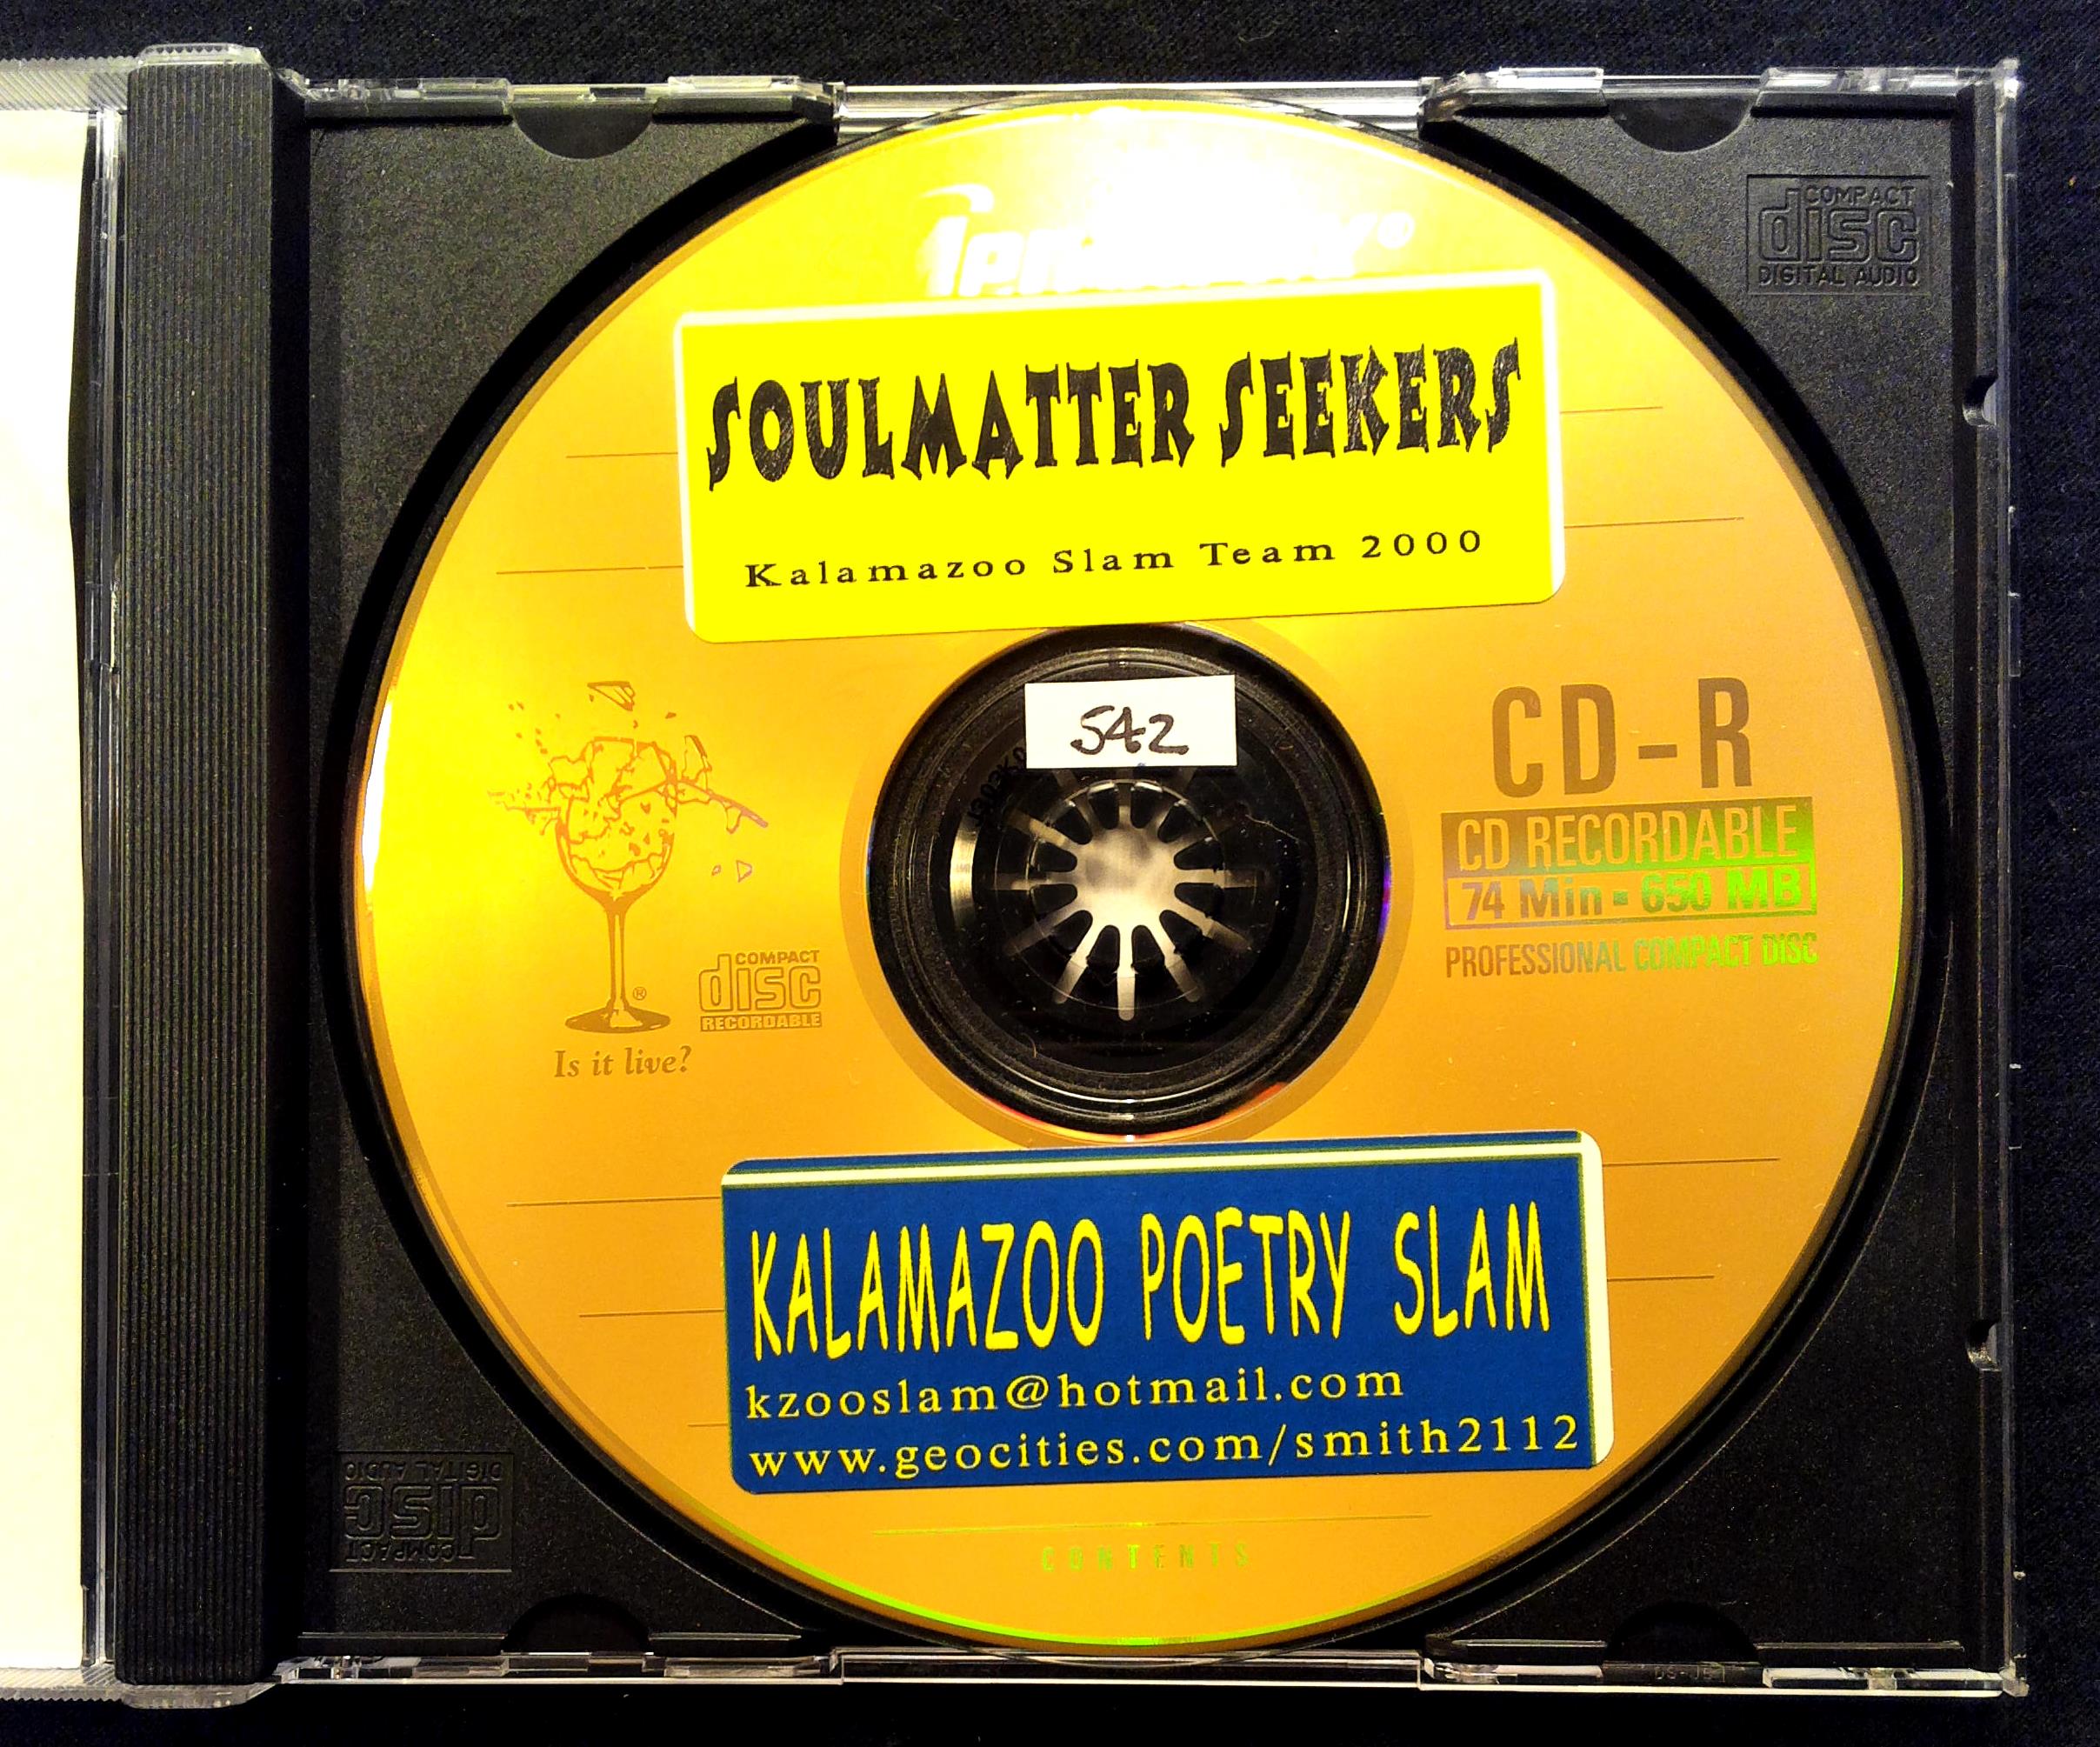 COMPACT
disc
DIGITAL AUDIO
SOULMATTER SEEKERS
Kalamazoo Slam Team 2000
542
CD-R
CD RECORDABLE
74 Min ▪ 650 MB
PROFESSIONAL COMPACT DISC
COMPACT
disc
RECORDABLE
®
Is it live?
KALAMAZOO POETRY SLAM
kzooslam@hotmail.com
www.geocities.com/smith2112
CONTENTS
COMPACT
disc
DIGITAL AUDIO